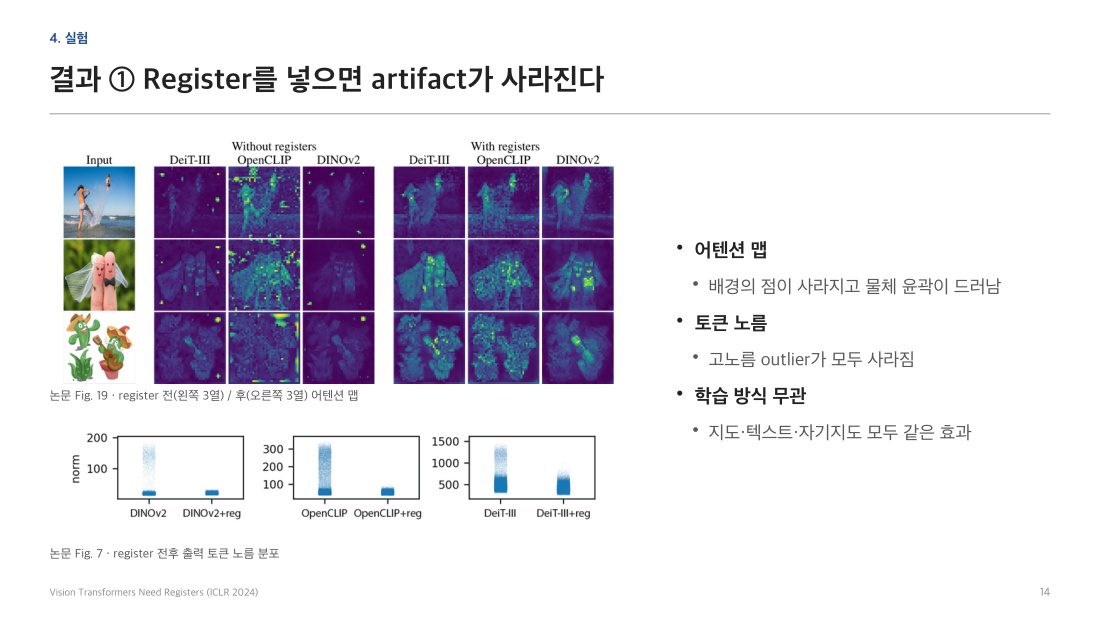 4. 실험
결과 ① Register를 넣으면 artifact가 사라진다
Without registers
With registers
Input
DeiT-III
OpenCLIP
DINOv2
DeiT-III
OpenCLIP
DINOv2
논문 Fig. 19 · register 전(왼쪽 3열) / 후(오른쪽 3열) 어텐션 맵
norm
200
100
DINOv2
DINOv2+reg
300
200
100
OpenCLIP
OpenCLIP+reg
1500
1000
500
DeiT-III
DeiT-III+reg
논문 Fig. 7 · register 전후 출력 토큰 노름 분포
• 어텐션 맵
• 배경의 점이 사라지고 물체 윤곽이 드러남
• 토큰 노름
• 고노름 outlier가 모두 사라짐
• 학습 방식 무관
• 지도·텍스트·자기지도 모두 같은 효과
Vision Transformers Need Registers (ICLR 2024)
14